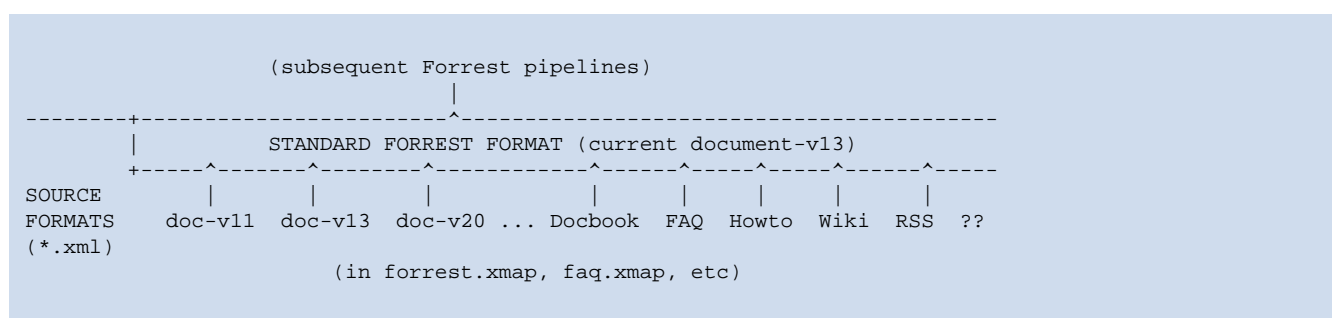 (subsequent Forrest pipelines)
                                 |
--------+------------------------^------------------------------------------
        |          STANDARD FORREST FORMAT (current document-v13)
        +-----^-------^--------^------------^------^-----^-----^------^-----
SOURCE        |       |        |            |      |     |     |      |
FORMATS    doc-v11  doc-v13  doc-v20 ... Docbook  FAQ  Howto  Wiki  RSS  ??
(*.xml)
                        (in forrest.xmap, faq.xmap, etc)